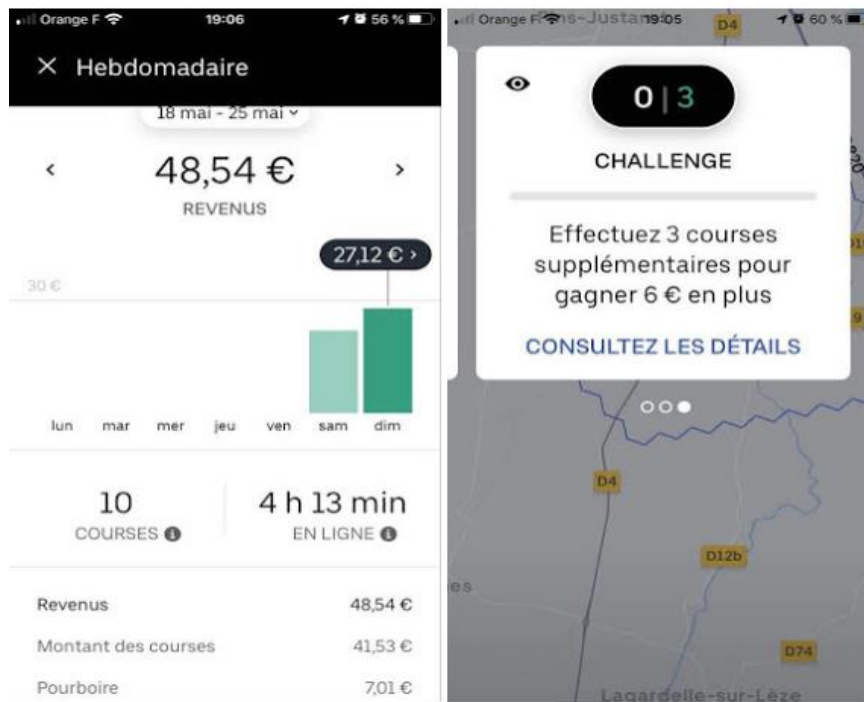 Orange F
19:06
56 %
× Hebdomadaire
18 mai - 25 mai
< 48,54 € >
REVENUS
27,12 € >
30 €
lun mar mer jeu ven sam dim
10
COURSES
4 h 13 min
EN LIGNE
Revenus 48,54 €
Montant des courses 41,53 €
Pourboire 7,01 €
Orange F
19:05
60 %
D4
0 | 3
CHALLENGE
Effectuez 3 courses
supplémentaires pour
gagner 6 € en plus
CONSULTEZ LES DÉTAILS
D4
D12b
D74
Lagardelle-sur-Lèze